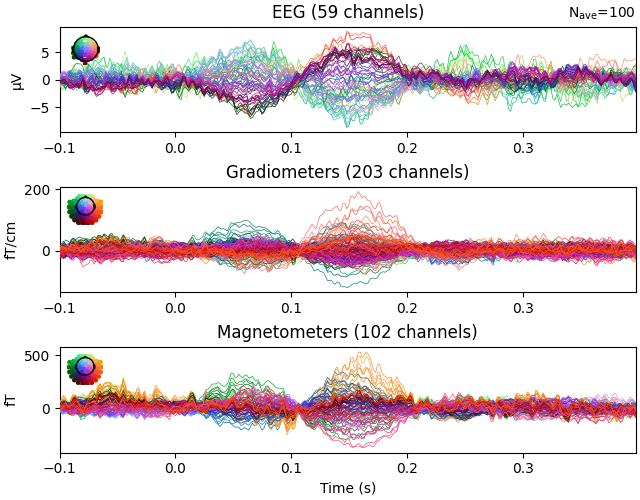 EEG (59 channels)
Nave=100
5
0
−5
μV
−0.1 0.0 0.1 0.2 0.3
Gradiometers (203 channels)
200
0
fT/cm
−0.1 0.0 0.1 0.2 0.3
Magnetometers (102 channels)
500
0
fT
−0.1 0.0 0.1 0.2 0.3
Time (s)